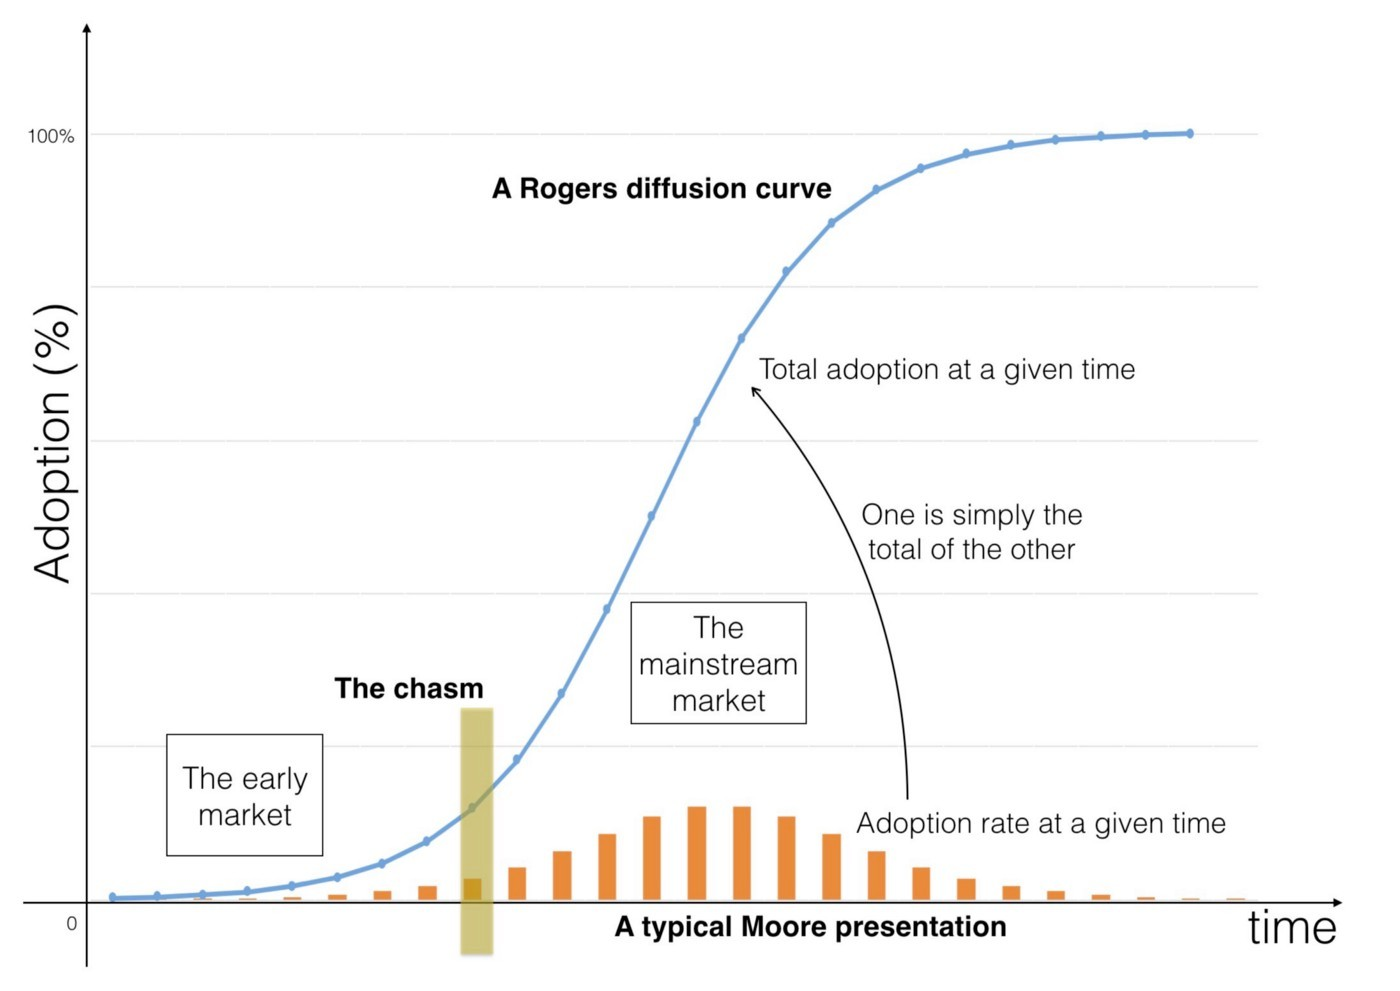 100%
A Rogers diffusion curve
Adoption (%)
Total adoption at a given time
One is simply the
total of the other
The
mainstream
market
The chasm
The early
market
Adoption rate at a given time
0
A typical Moore presentation
time